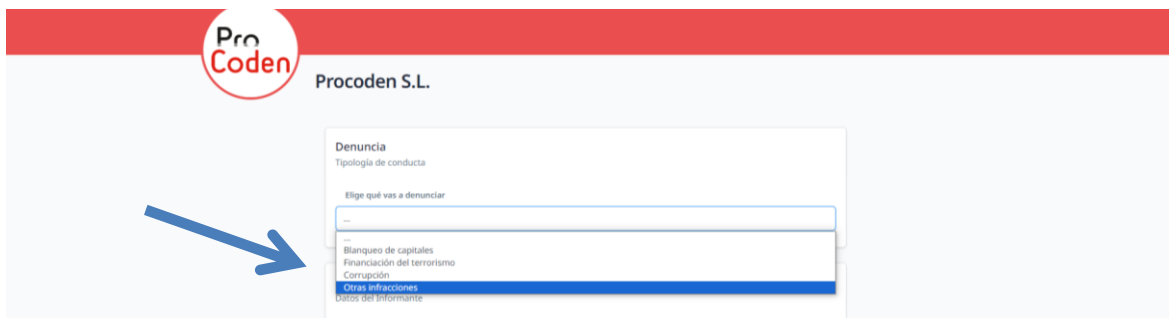 Pro
Coden
Procoden S.L.
Denuncia
Tipología de conducta
Elige qué vas a denunciar
...
...
Blanqueo de capitales
Financiación del terrorismo
Corrupción
Otras infracciones
Datos del Informante